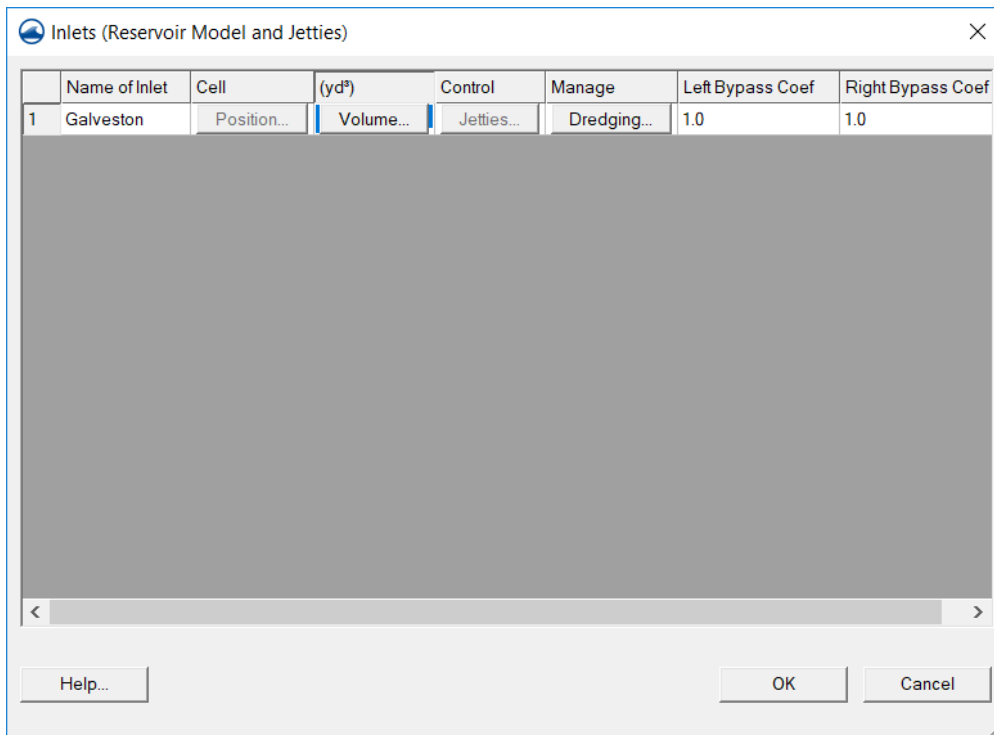 Inlets (Reservoir Model and Jetties)
Name of Inlet Cell (yd³) Control Manage Left Bypass Coef Right Bypass Coef
1 Galveston Position... Volume... Jetties... Dredging... 1.0 1.0
Help... OK Cancel